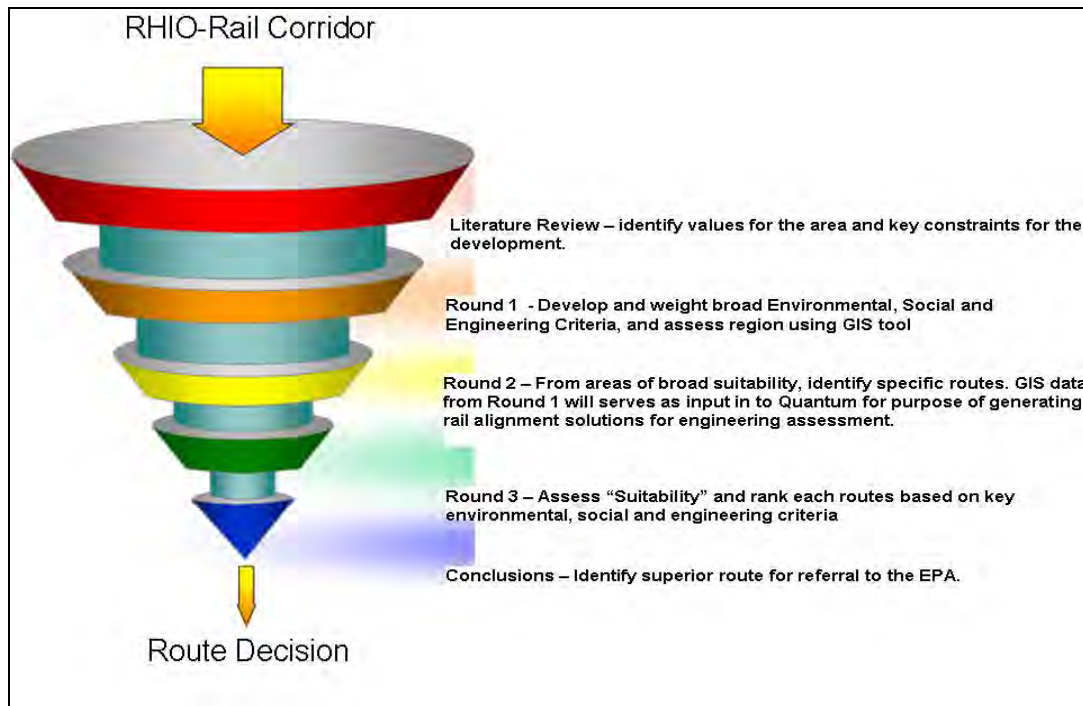 RHIO-Rail Corridor
Literature Review – identify values for the area and key constraints for the
development.
Round 1 - Develop and weight broad Environmental, Social and
Engineering Criteria, and assess region using GIS tool
Round 2 – From areas of broad suitability, identify specific routes. GIS data
from Round 1 will serves as input in to Quantum for purpose of generating
rail alignment solutions for engineering assessment.
Round 3 – Assess “Suitability” and rank each routes based on key
environmental, social and engineering criteria
Conclusions – Identify superior route for referral to the EPA.
Route Decision